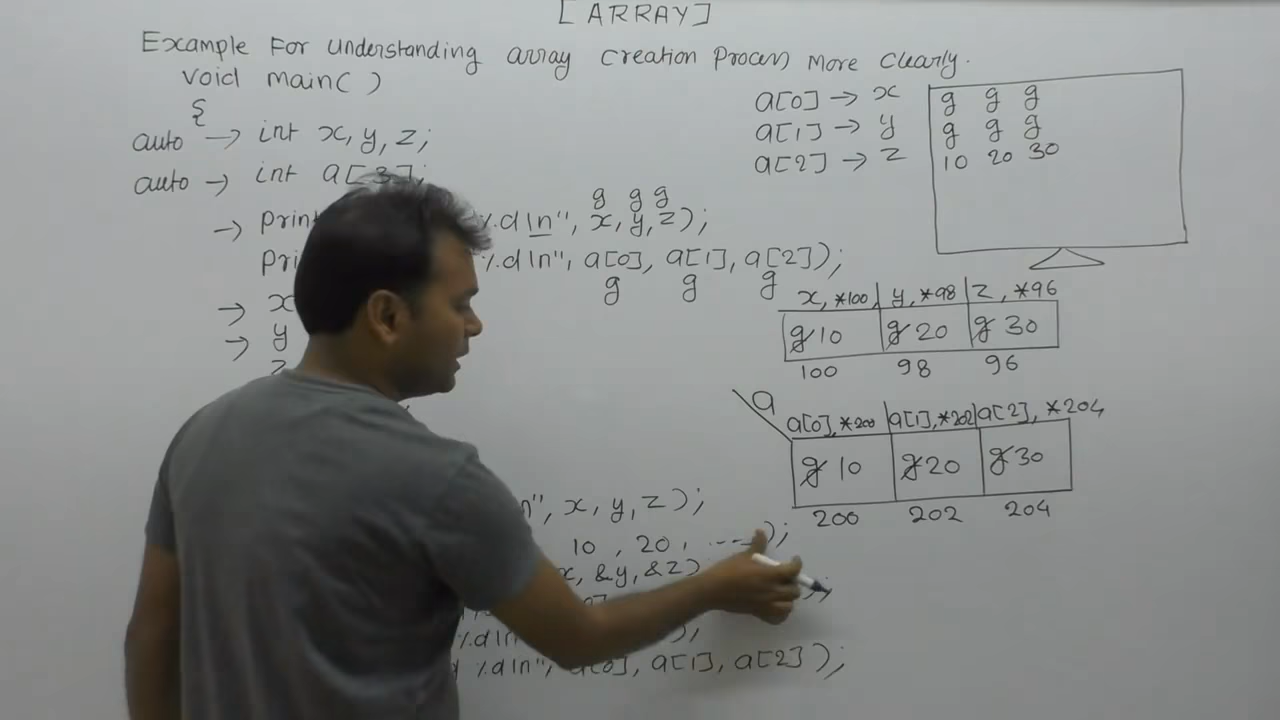 [ ARRAY ]
Example For Understanding array Creation Process More Clearly.
void main( )
{
auto → int x, y, z;
auto → int a[3];
→ print %d\n", x, y, z);
g g g
pri %d\n", a[0], a[1], a[2]);
g g g
→ x
→ y
z
n", x, y, z);
10 , 20 , ---);
x, &y, &z)
%d\n
%d\n", a[0], a[1], a[2]);
a[0] → x
a[1] → y
a[2] → z
g g g
g g g
10 20 30
x, *100, y, *98 z, *96
g 10 g 20 g 30
100 98 96
a
a[0], *200 a[1], *202 a[2], *204
g 10 g 20 g 30
200 202 204